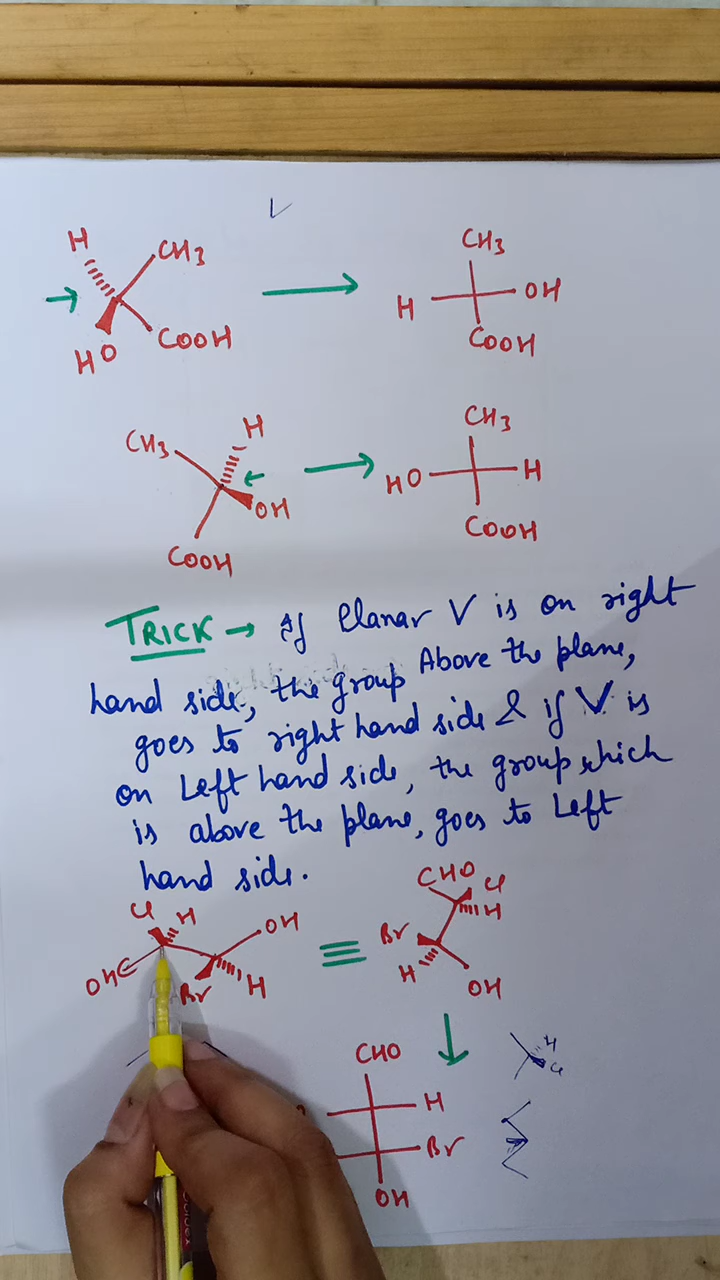 V
H CH3 CH3
H OH
HO COOH COOH
H CH3
CH3
HO H
OH
COOH COOH
TRICK → If Planar V is on right
hand side, the group Above the plane,
goes to right hand side & if V is
on Left hand side, the group which
is above the plane, goes to Left
hand side.
CHO Cl
H
Cl H OH
Br
OHC
Br H H OH
CHO
H
H Cl
Br
OH